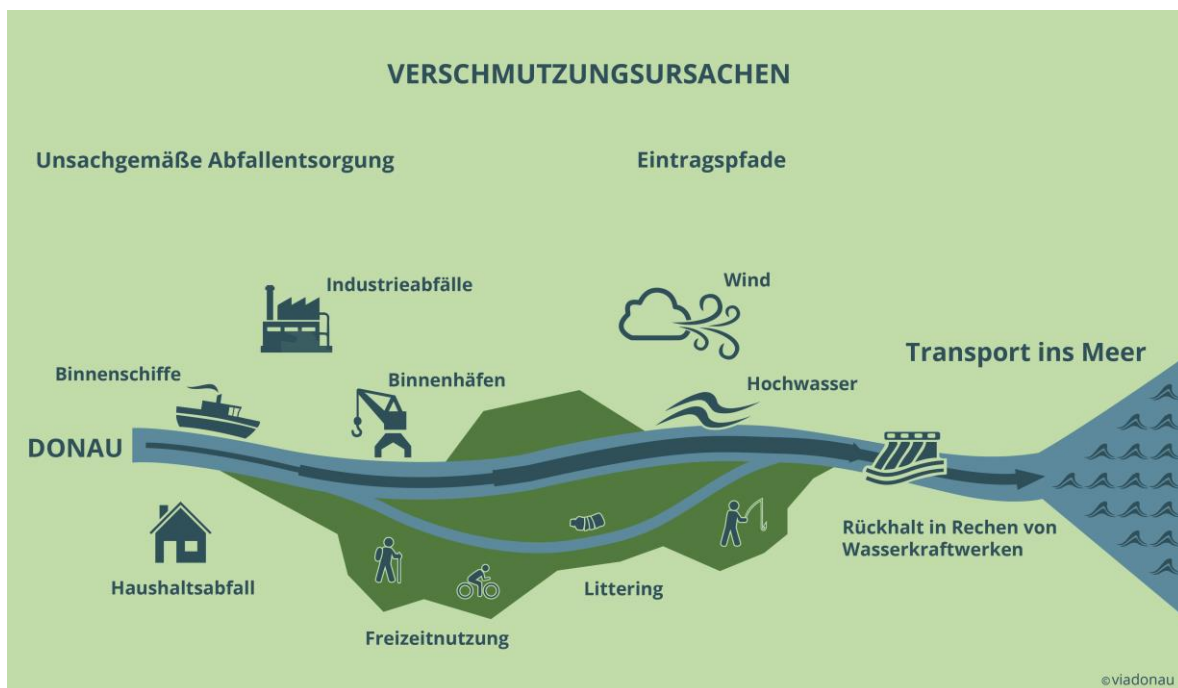 VERSCHMUTZUNGSURSACHEN
Unsachgemäße Abfallentsorgung
Eintragspfade
Industrieabfälle
Wind
Binnenschiffe
Binnenhäfen
Hochwasser
Transport ins Meer
DONAU
Haushaltsabfall
Freizeitnutzung
Littering
Rückhalt in Rechen von
Wasserkraftwerken
©viadonau